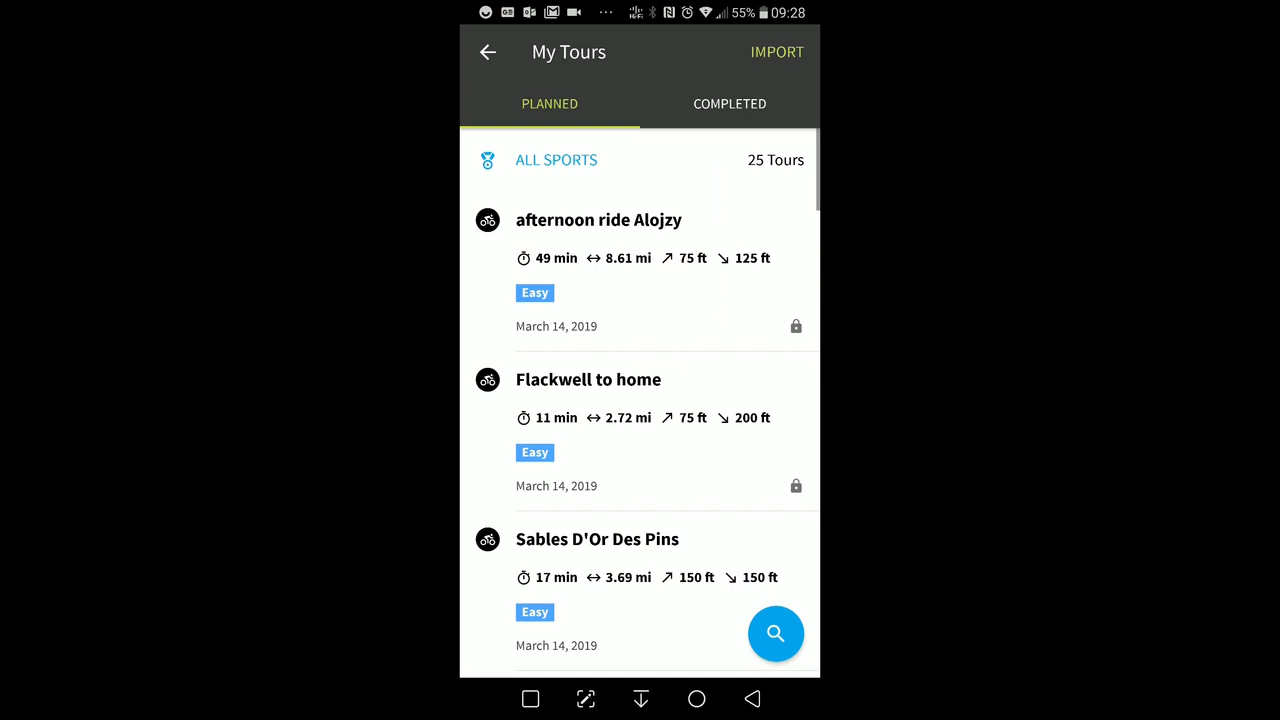 55% 09:28
My Tours IMPORT
PLANNED COMPLETED
ALL SPORTS 25 Tours
afternoon ride Alojzy
49 min 8.61 mi 75 ft 125 ft
Easy
March 14, 2019
Flackwell to home
11 min 2.72 mi 75 ft 200 ft
Easy
March 14, 2019
Sables D'Or Des Pins
17 min 3.69 mi 150 ft 150 ft
Easy
March 14, 2019